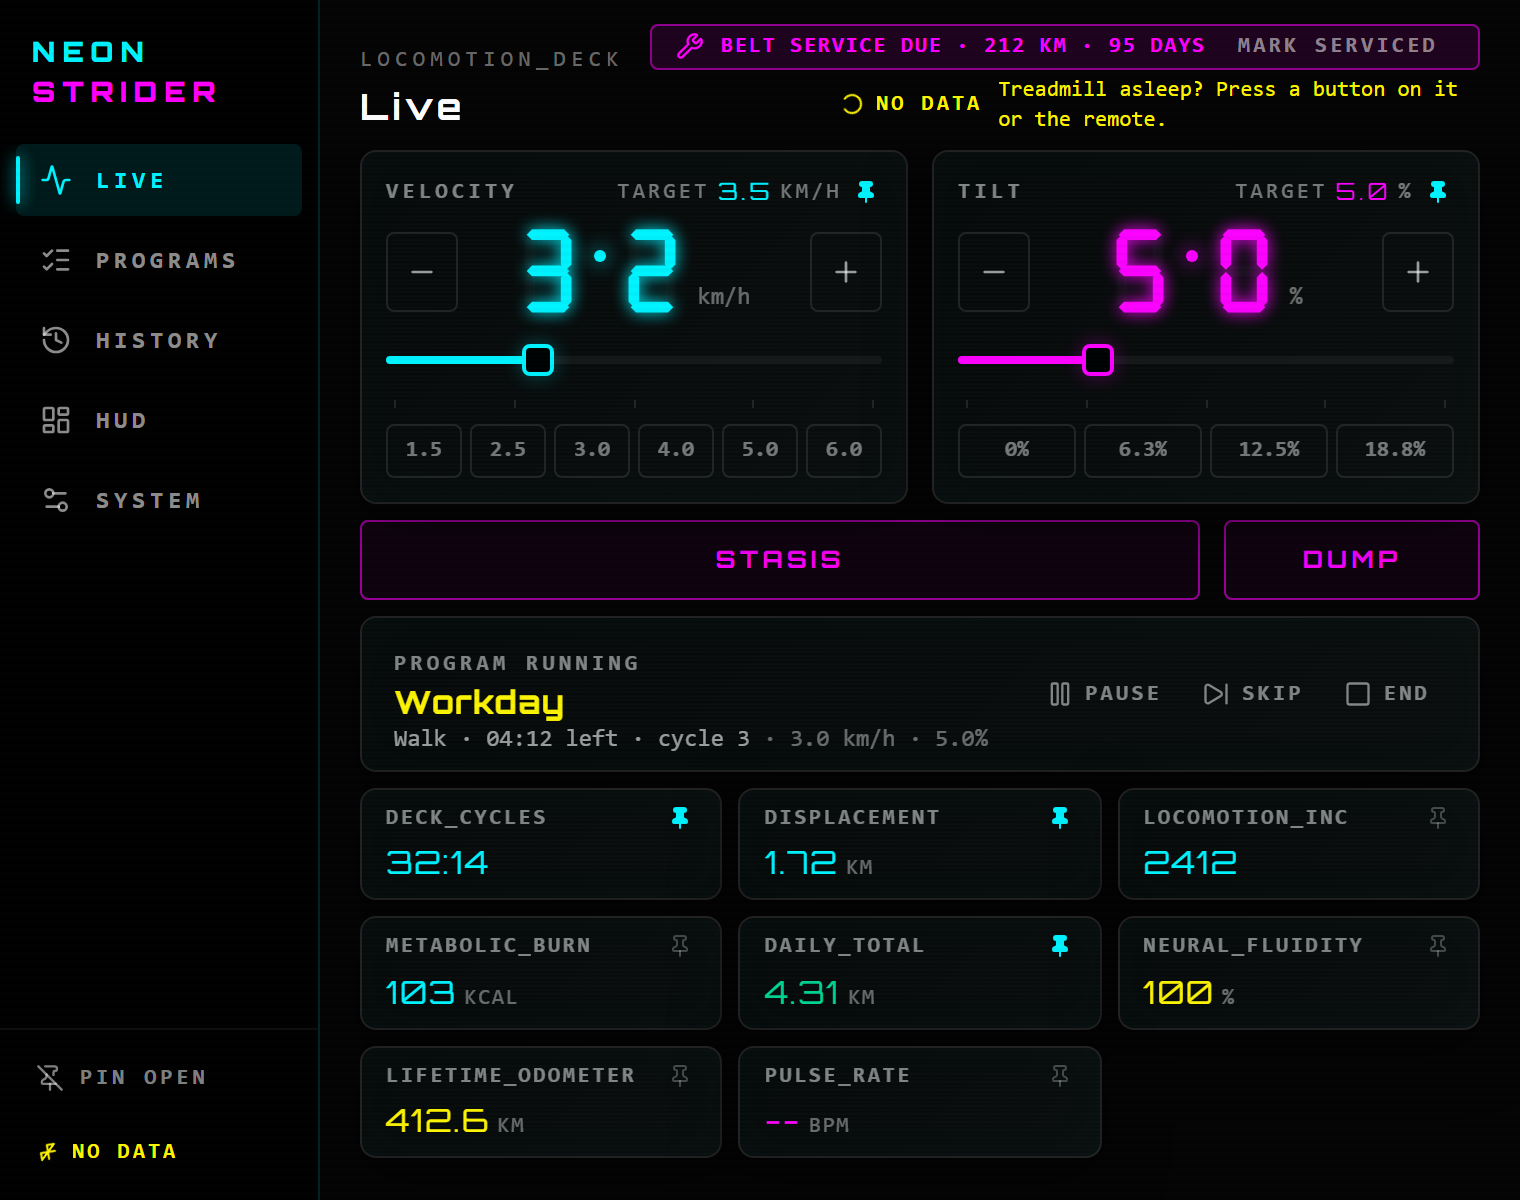 NEON
STRIDER
LIVE
PROGRAMS
HISTORY
HUD
SYSTEM
PIN OPEN
NO DATA
LOCOMOTION_DECK
Live
BELT SERVICE DUE · 212 KM · 95 DAYS MARK SERVICED
NO DATA
Treadmill asleep? Press a button on it
or the remote.
VELOCITY TARGET 3.5 KM/H
3.2 km/h
1.5 2.5 3.0 4.0 5.0 6.0
TILT TARGET 5.0 %
5.0 %
0% 6.3% 12.5% 18.8%
STASIS
DUMP
PROGRAM RUNNING
Workday
Walk · 04:12 left · cycle 3 · 3.0 km/h · 5.0%
PAUSE SKIP END
DECK_CYCLES
32:14
DISPLACEMENT
1.72 KM
LOCOMOTION_INC
2412
METABOLIC_BURN
103 KCAL
DAILY_TOTAL
4.31 KM
NEURAL_FLUIDITY
100 %
LIFETIME_ODOMETER
412.6 KM
PULSE_RATE
-- BPM